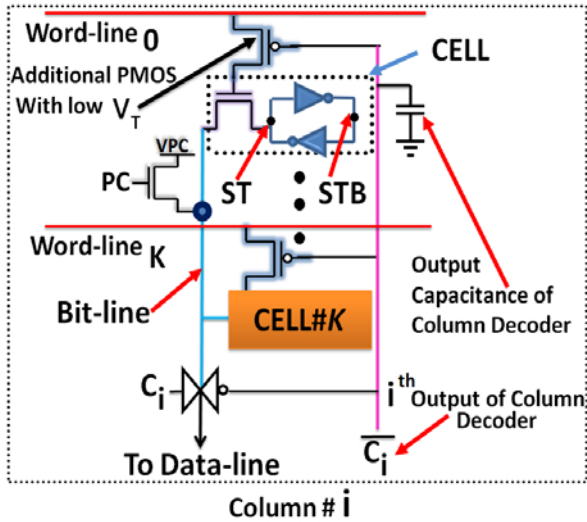 Word-line 0
Additional PMOS
With low VT
CELL
VPC
PC
ST
STB
Word-line K
Bit-line
CELL#K
Output
Capacitance of
Column Decoder
Ci
ith Output of Column
Decoder
C̅i̅
To Data-line
Column # i